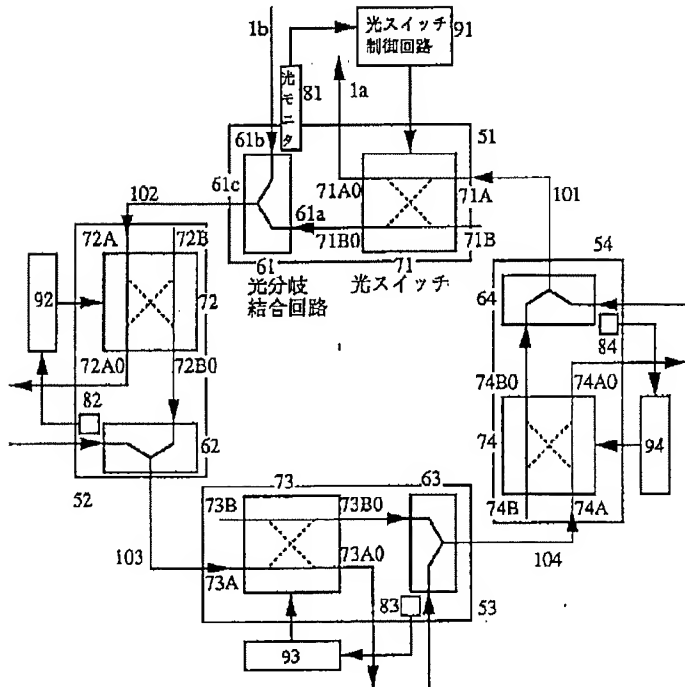 1b
光スイッチ
制御回路
91
光モニタ
81
1a
51
61b
61c
71A0
71A
102
101
61a
71B0
71B
72A
72B
61
71
光分岐
結合回路
光スイッチ
54
92
72
64
72A0
72B0
84
82
74B0
74A0
62
74
94
52
73
63
73B
73B0
74B
74A
103
73A
73A0
104
83
53
93